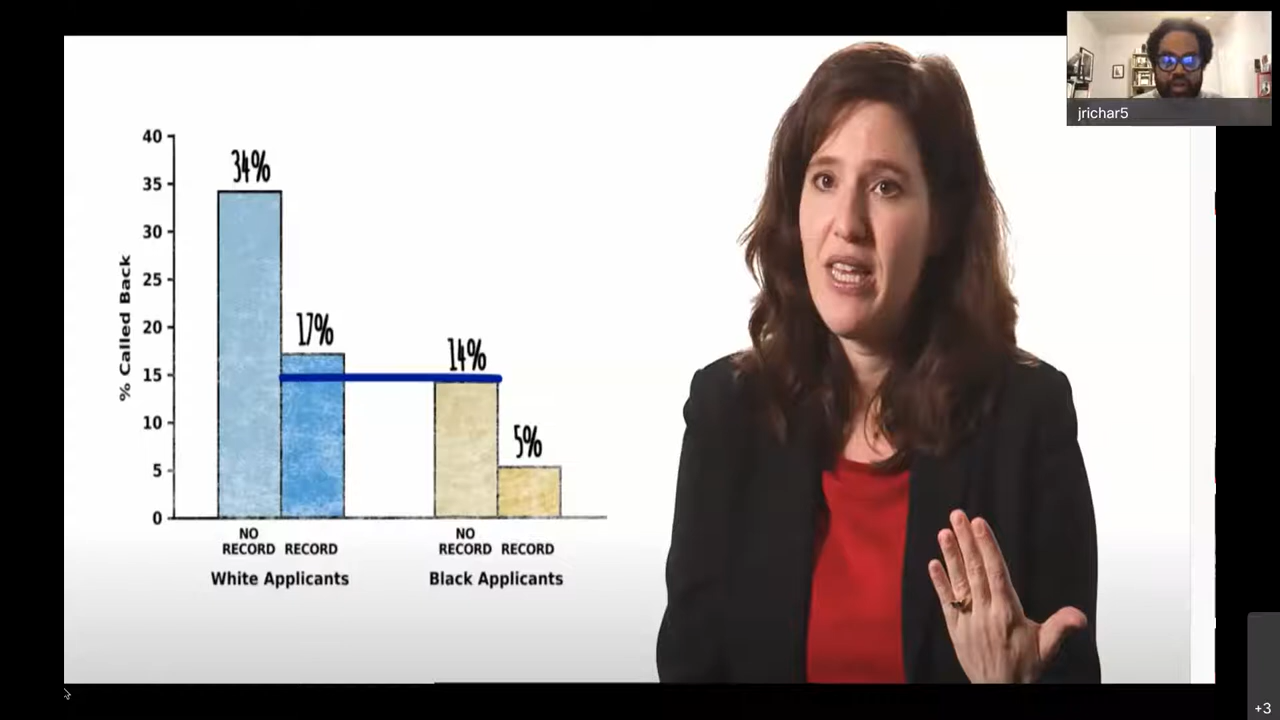 jrichar5
40
34%
35
30
25
% Called Back
20
17%
15
14%
10
5%
5
0
NO
RECORD RECORD
White Applicants
NO
RECORD RECORD
Black Applicants
+3